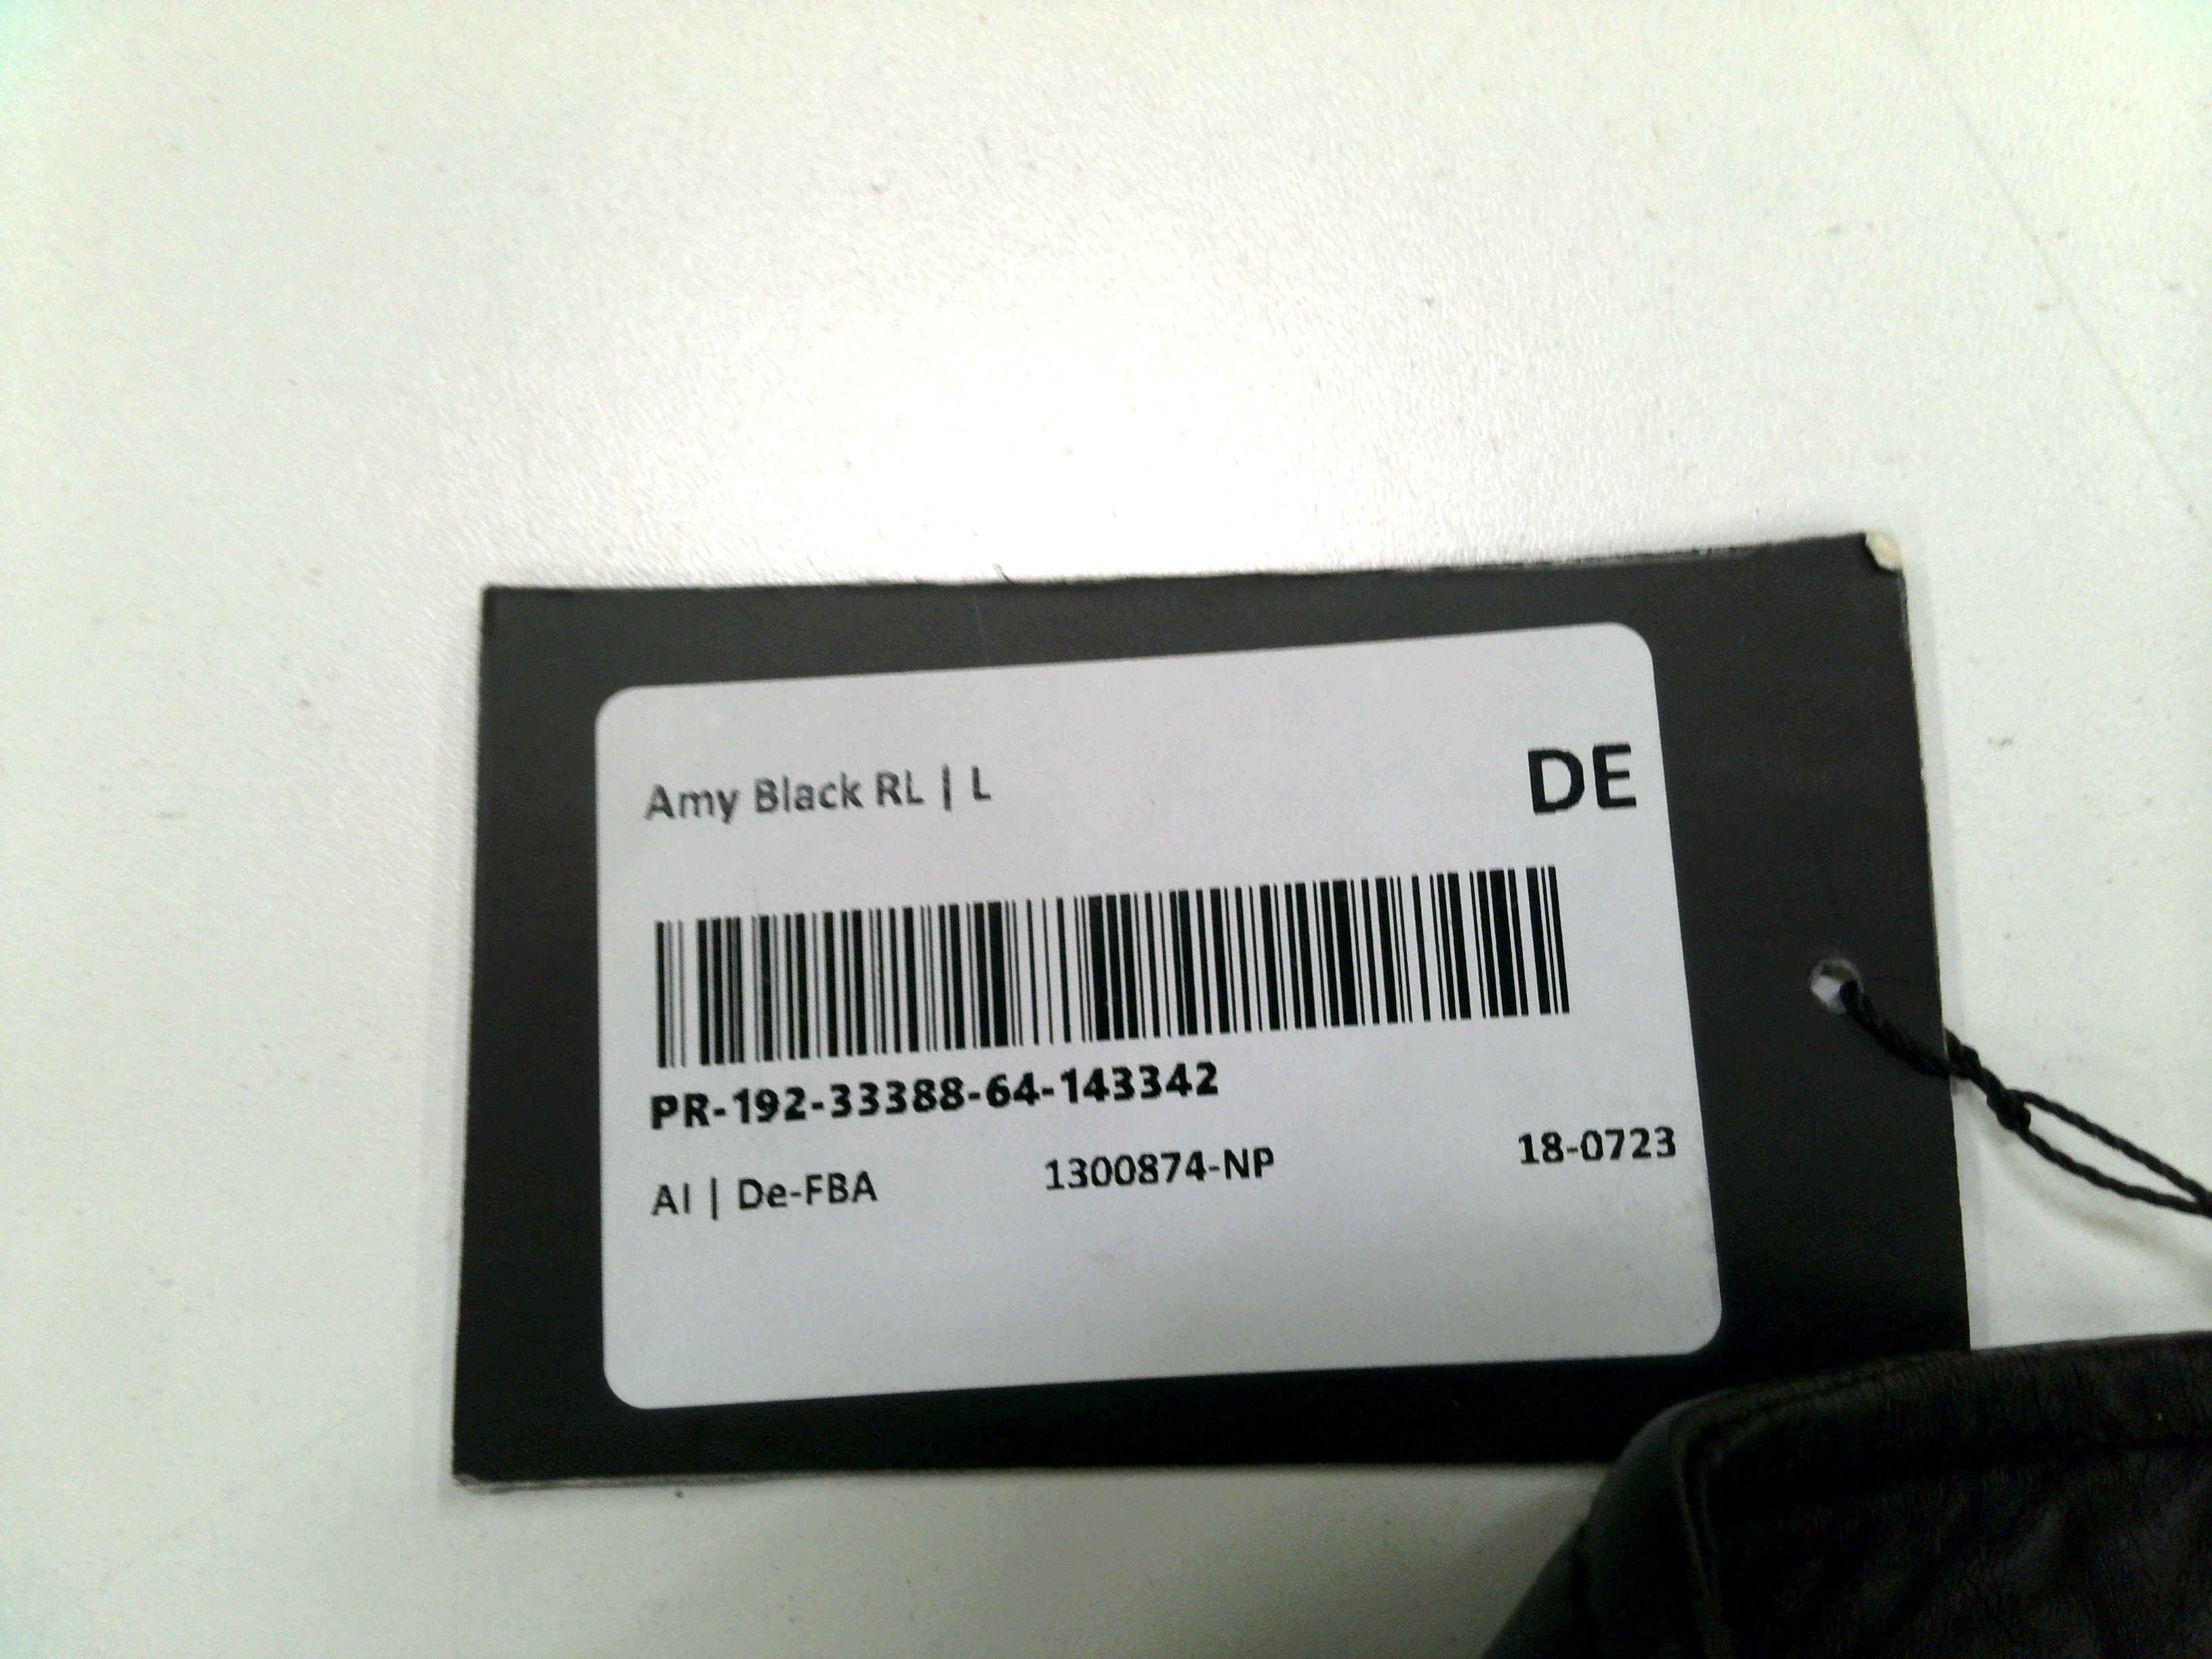 Amy Black RL | L
DE
PR-192-33388-64-143342
AI | De-FBA 1300874-NP 18-0723